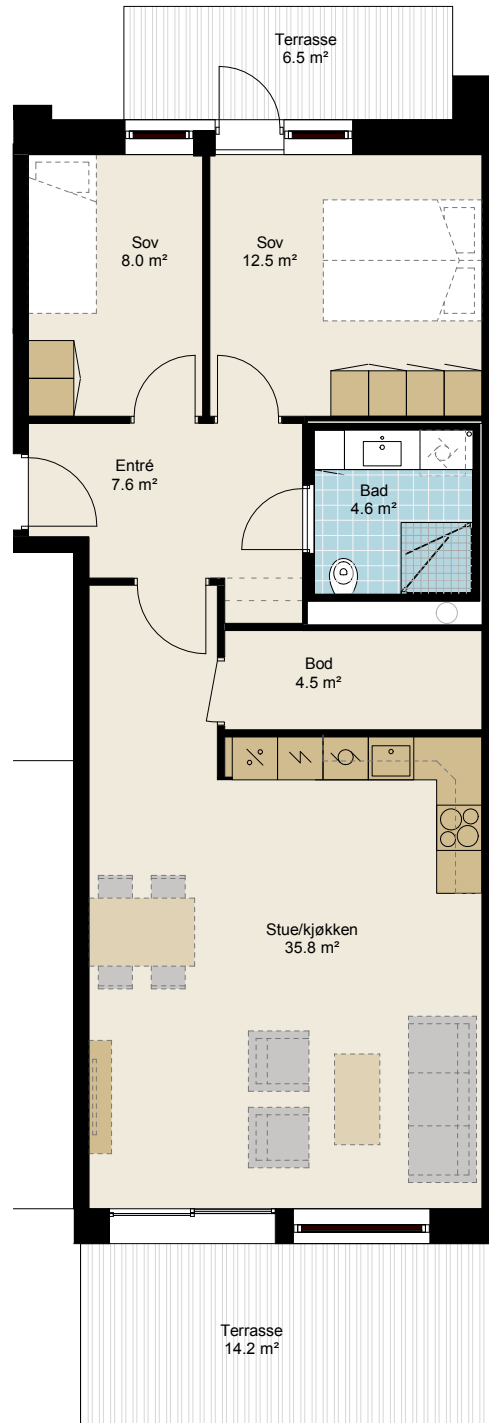 Terrasse
6.5 m²
Sov
8.0 m²
Sov
12.5 m²
Entré
7.6 m²
Bad
4.6 m²
Bod
4.5 m²
Stue/kjøkken
35.8 m²
Terrasse
14.2 m²